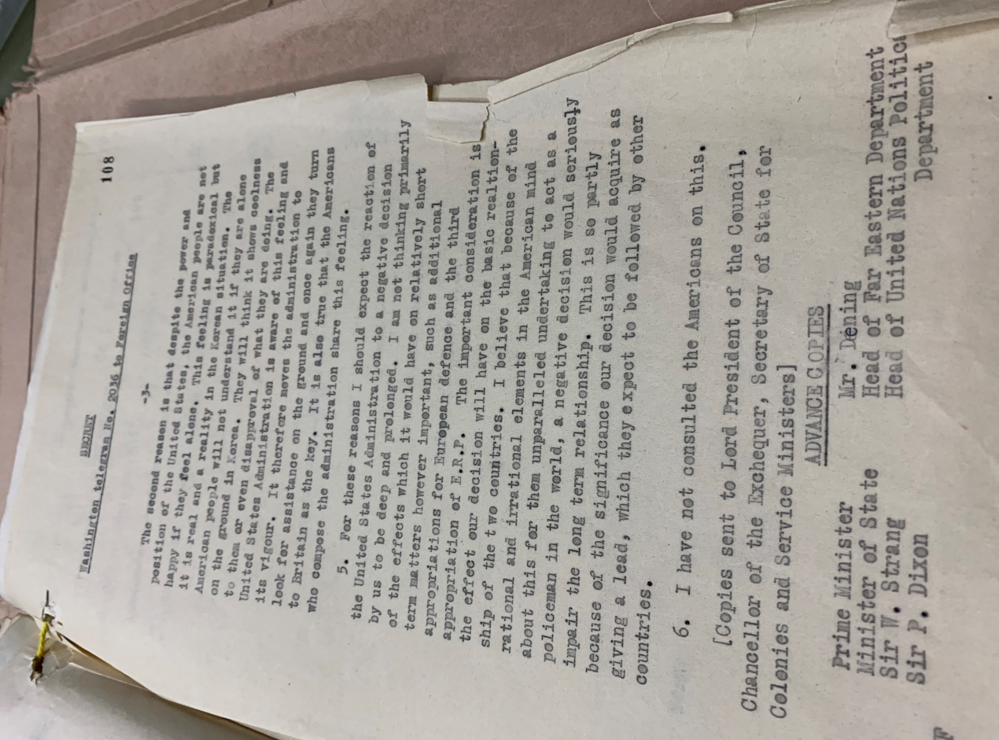 SECRET
108
Washington telegram No. 2036 to Foreign Office
-3-
The second reason is that despite the power and
position of the United States, the American people are not
happy if they feel alone. This feeling is paradoxical but
it is real and a reality in the Korean situation. The
American people will not understand it if they are alone
on the ground in Korea. They will think it shows coolness
to them or even disapproval of what they are doing. The
United States Administration is aware of this feeling and
its vigour. It therefore moves the administration to
look for assistance on the ground and once again they turn
to Britain as the key. It is also true that the Americans
who compose the administration share this feeling.
5. For these reasons I should expect the reaction of
the United States Administration to a negative decision
by us to be deep and prolonged. I am not thinking primarily
of the effects which it would have on relatively short
term matters however important, such as additional
appropriations for European defence and the third
appropriation of E.R.P. The important consideration is
the effect our decision will have on the basic realtion-
ship of the two countries. I believe that because of the
rational and irrational elements in the American mind
about this for them unparalleled undertaking to act as a
policeman in the world, a negative decision would seriously
impair the long term relationship. This is so partly
because of the significance our decision would acquire as
giving a lead, which they expect to be followed by other
countries.
6. I have not consulted the Americans on this.
[Copies sent to Lord President of the Council,
Chancellor of the Exchequer, Secretary of State for
Colonies and Service Ministers]
ADVANCE COPIES
Prime Minister
Minister of State
Sir W. Strang
Sir P. Dixon
Mr. Dening
Head of Far Eastern Department
Head of United Nations Politica
Department
F